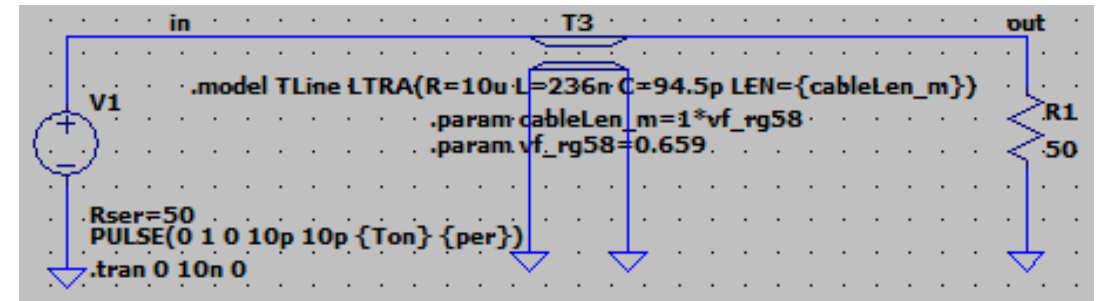 in
T3
out
.model TLine LTRA(R=10u L=236n C=94.5p LEN={cableLen_m})
V1
.param cableLen_m=1*vf_rg58
R1
.param vf_rg58=0.659
50
Rser=50
PULSE(0 1 0 10p 10p {Ton} {per})
.tran 0 10n 0